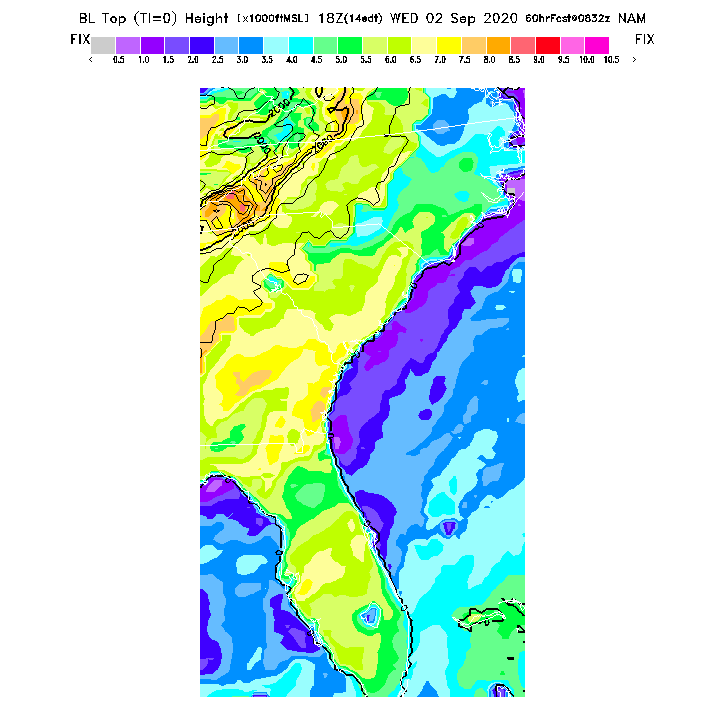 BL Top (TI=0) Height [x1000ftMSL] 18Z(14edt) WED 02 Sep 2020 60hrFcst@0832z NAM
FIX FIX
< 0.5 1.0 1.5 2.0 2.5 3.0 3.5 4.0 4.5 5.0 5.5 6.0 6.5 7.0 7.5 8.0 8.5 9.0 9.5 10.0 10.5 >
2000
2000
2000